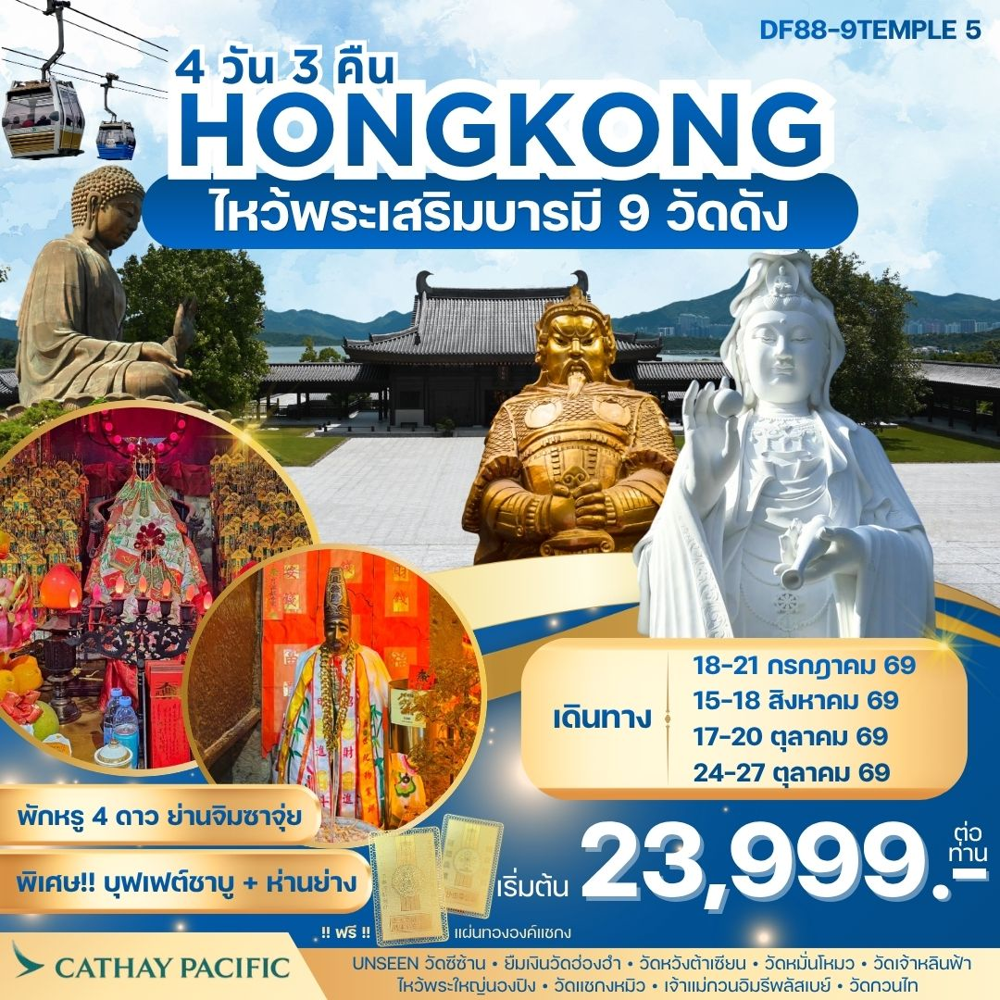 DF88-9TEMPLE 5
4 วัน 3 คืน
HONGKONG
ไหว้พระเสริมบารมี 9 วัดดัง
เดินทาง
18-21 กรกฎาคม 69
15-18 สิงหาคม 69
17-20 ตุลาคม 69
24-27 ตุลาคม 69
พักหรู 4 ดาว ย่านจิมซาจุ่ย
พิเศษ!! บุฟเฟต์ชาบู + ห่านย่าง
เริ่มต้น 23,999.-
ต่อ
ท่าน
!! ฟรี !!
แผ่นทององค์แชกง
CATHAY PACIFIC
UNSEEN วัดซีซ้าน • ยืมเงินวัดฮ่องฮำ • วัดหวังต้าเซียน • วัดหมั่นโหมว • วัดเจ้าหลินฟ้า
ไหว้พระใหญ่นองปิง • วัดแชกงหมิว • เจ้าแม่กวนอิมรีพลัสเบย์ • วัดกวนไท